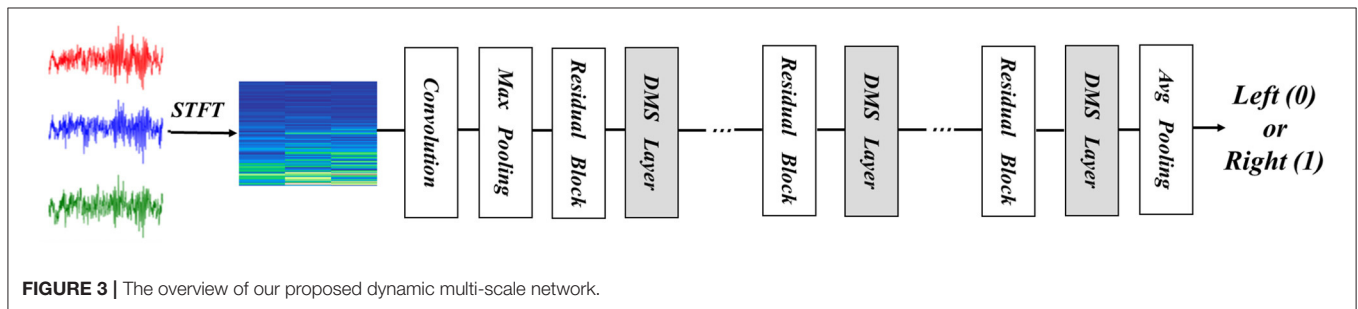 STFT
Convolution
Max Pooling
Residual Block
DMS Layer
...
Residual Block
DMS Layer
...
Residual Block
DMS Layer
Avg Pooling
Left (0)
or
Right (1)
FIGURE 3 | The overview of our proposed dynamic multi-scale network.